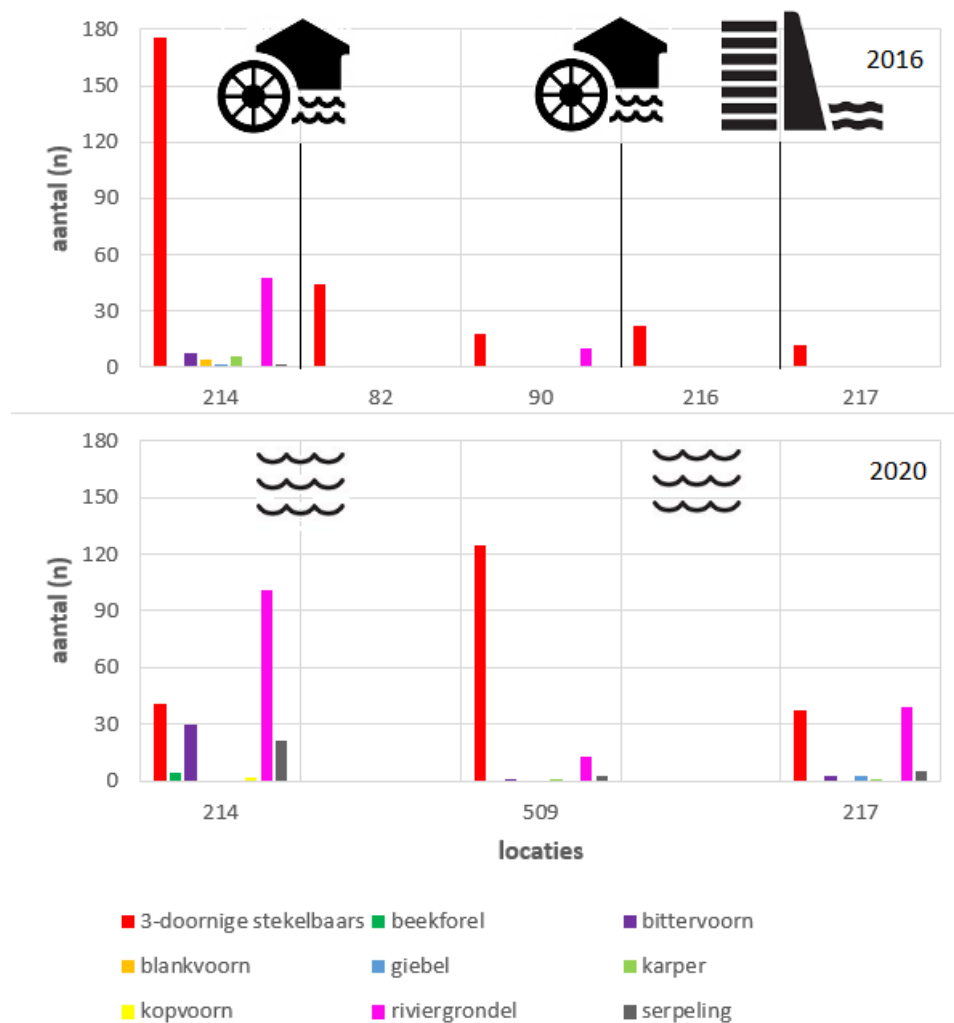 180
2016
150
120
90
60
30
0
aantal (n)
214 82 90 216 217
180
2020
150
120
90
60
30
0
aantal (n)
214 509 217
locaties
3-doornige stekelbaars beekforel bittervoorn
blankvoorn giebel karper
kopvoorn riviergrondel serpeling